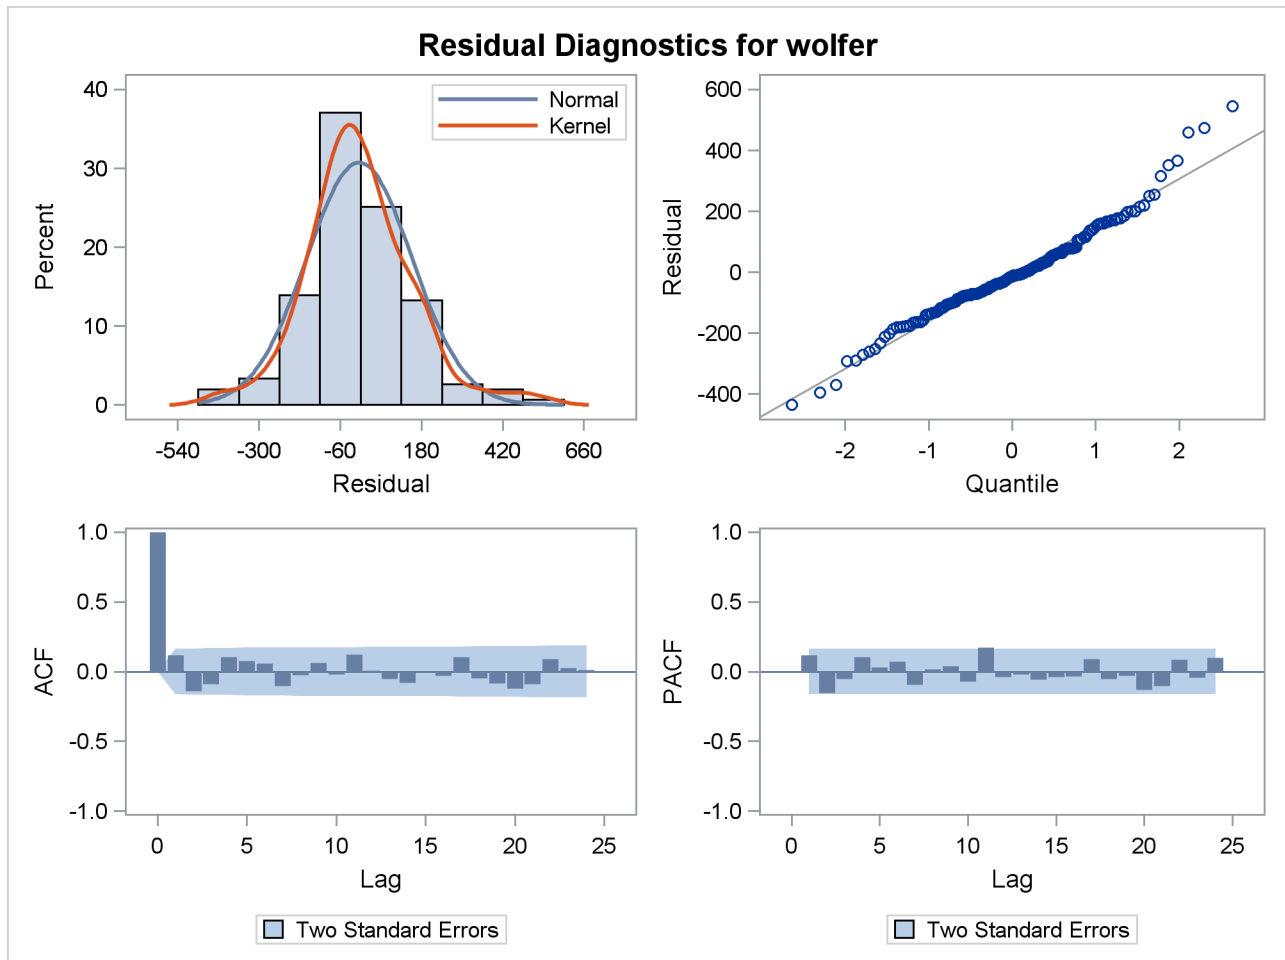 Residual Diagnostics for wolfer
40
30
20
10
0
Percent
Normal
Kernel
-540 -300 -60 180 420 660
Residual
600
400
200
0
-200
-400
Residual
-2 -1 0 1 2
Quantile
1.0
0.5
0.0
-0.5
-1.0
ACF
0 5 10 15 20 25
Lag
Two Standard Errors
1.0
0.5
0.0
-0.5
-1.0
PACF
0 5 10 15 20 25
Lag
Two Standard Errors